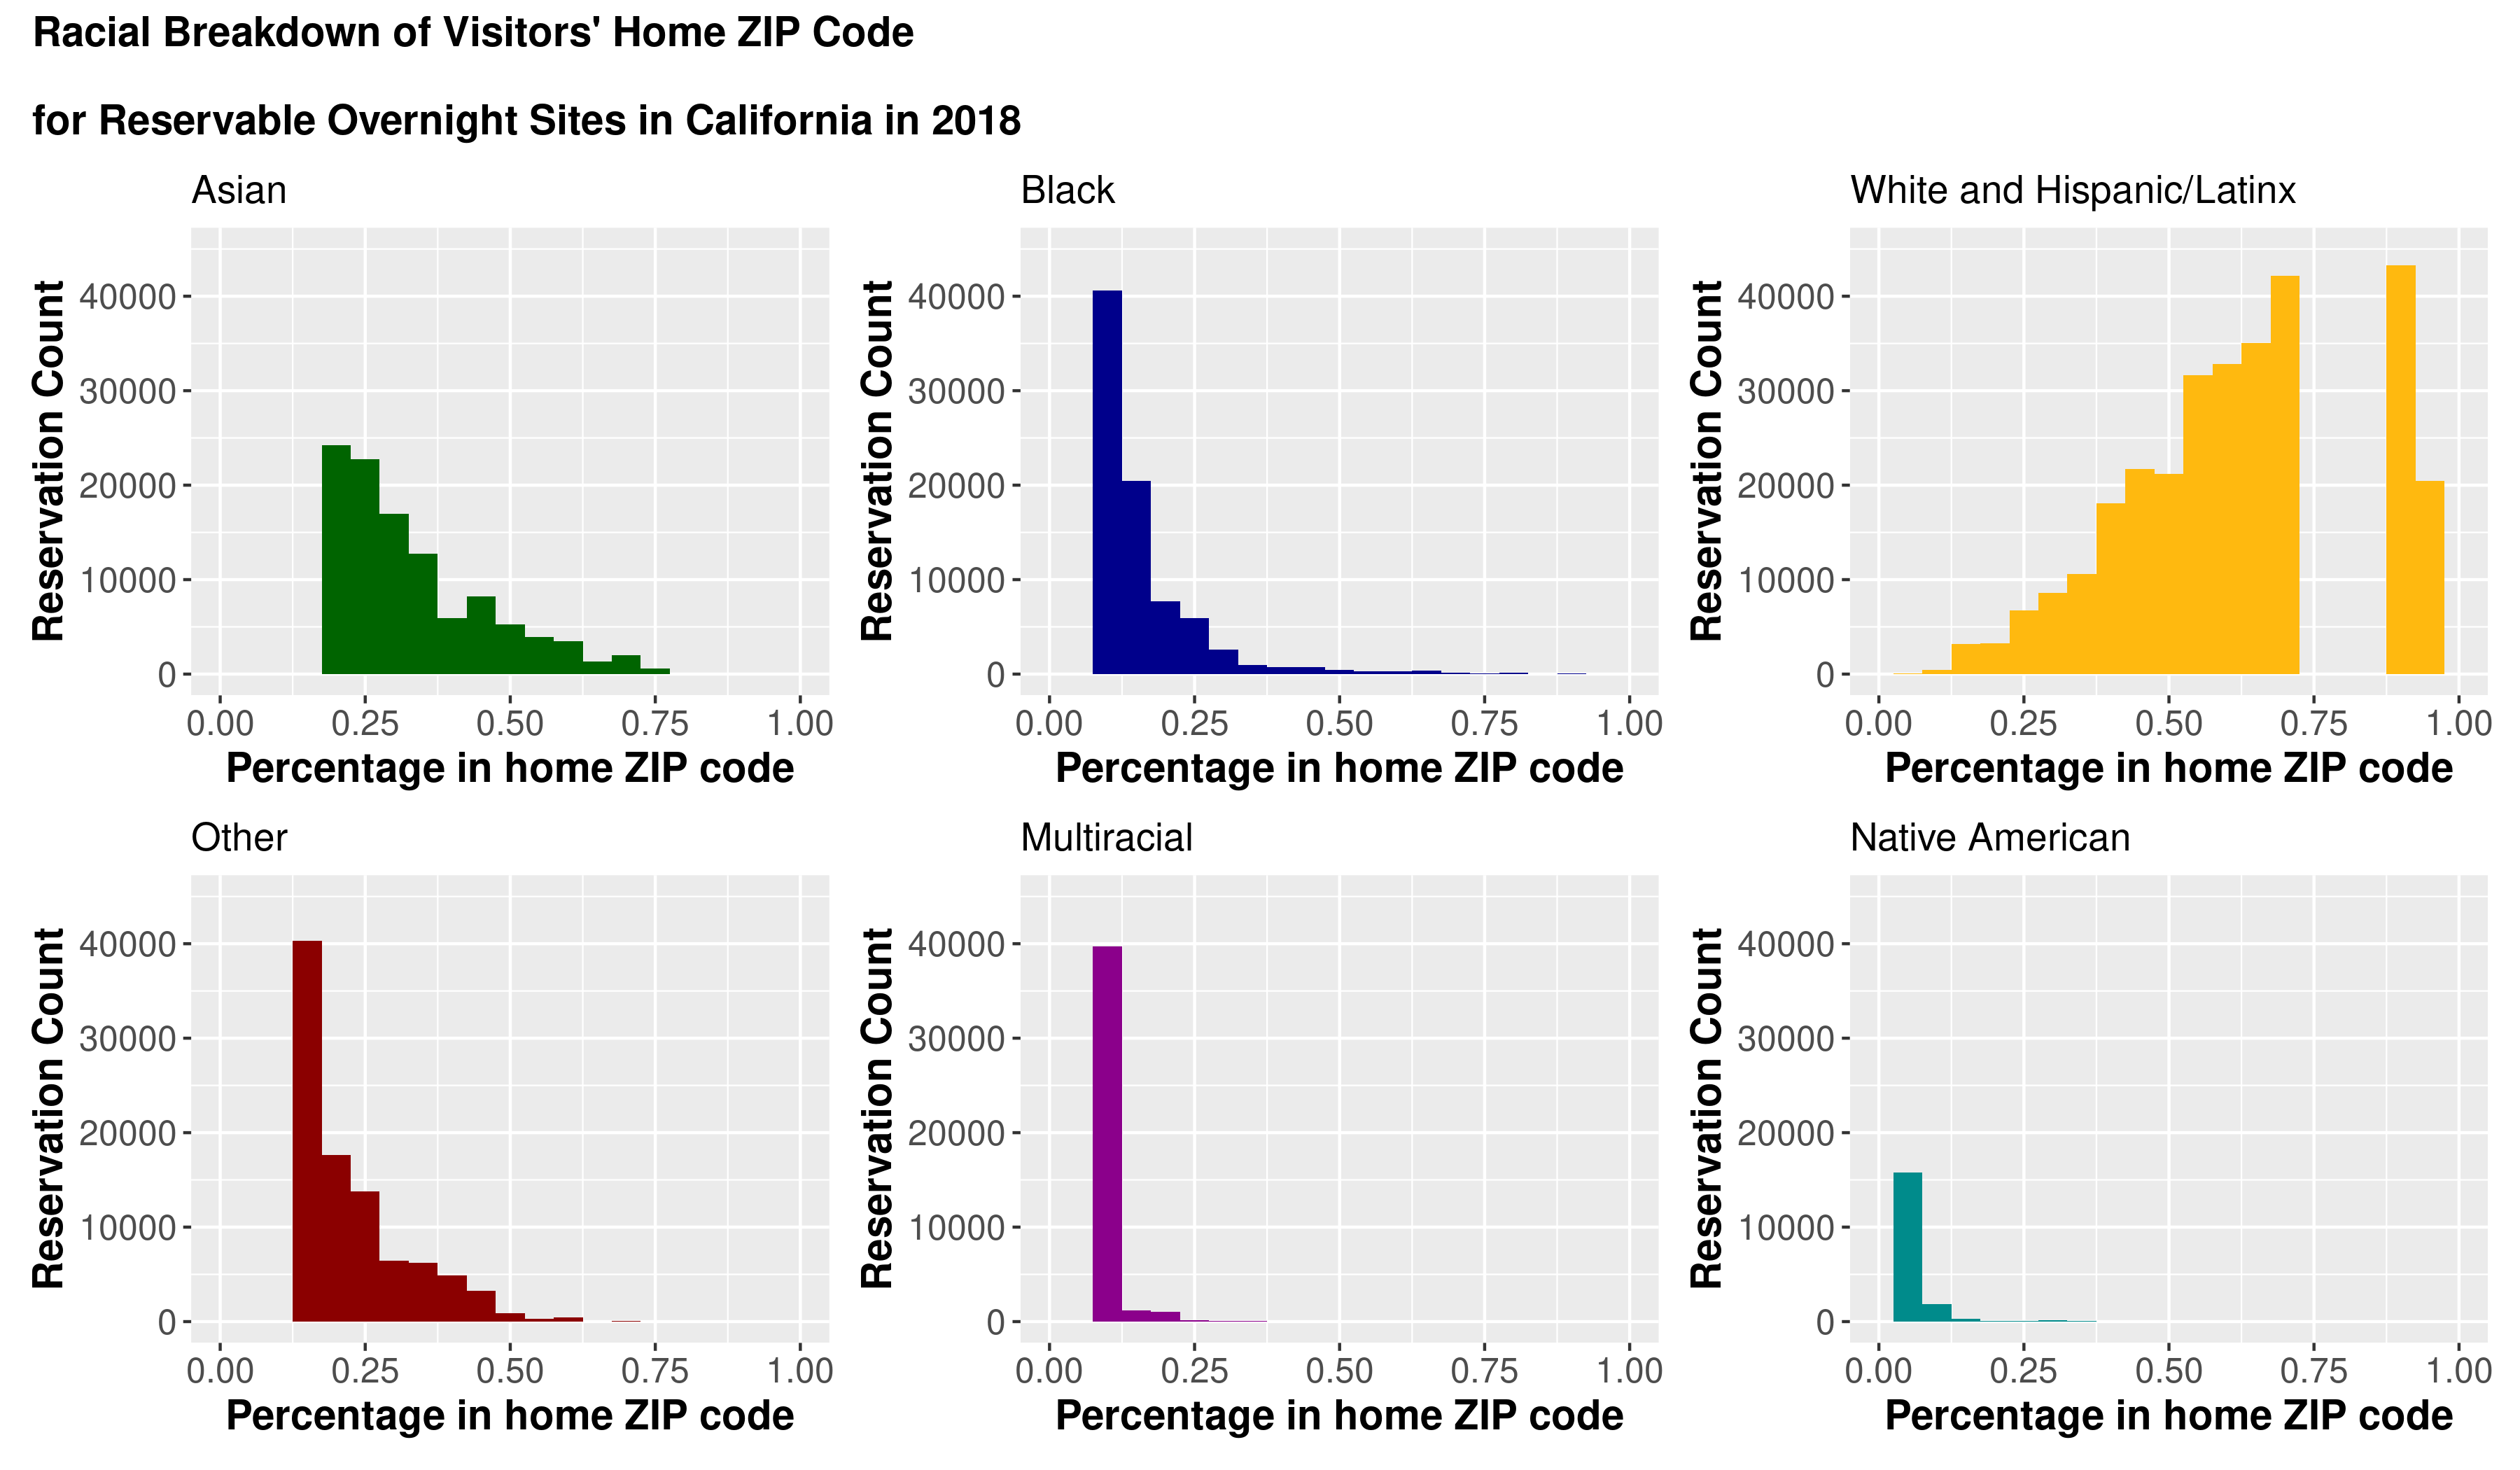 Racial Breakdown of Visitors' Home ZIP Code
for Reservable Overnight Sites in California in 2018
Asian
Reservation Count
40000
30000
20000
10000
0
0.00 0.25 0.50 0.75 1.00
Percentage in home ZIP code
Black
Reservation Count
40000
30000
20000
10000
0
0.00 0.25 0.50 0.75 1.00
Percentage in home ZIP code
White and Hispanic/Latinx
Reservation Count
40000
30000
20000
10000
0
0.00 0.25 0.50 0.75 1.00
Percentage in home ZIP code
Other
Reservation Count
40000
30000
20000
10000
0
0.00 0.25 0.50 0.75 1.00
Percentage in home ZIP code
Multiracial
Reservation Count
40000
30000
20000
10000
0
0.00 0.25 0.50 0.75 1.00
Percentage in home ZIP code
Native American
Reservation Count
40000
30000
20000
10000
0
0.00 0.25 0.50 0.75 1.00
Percentage in home ZIP code